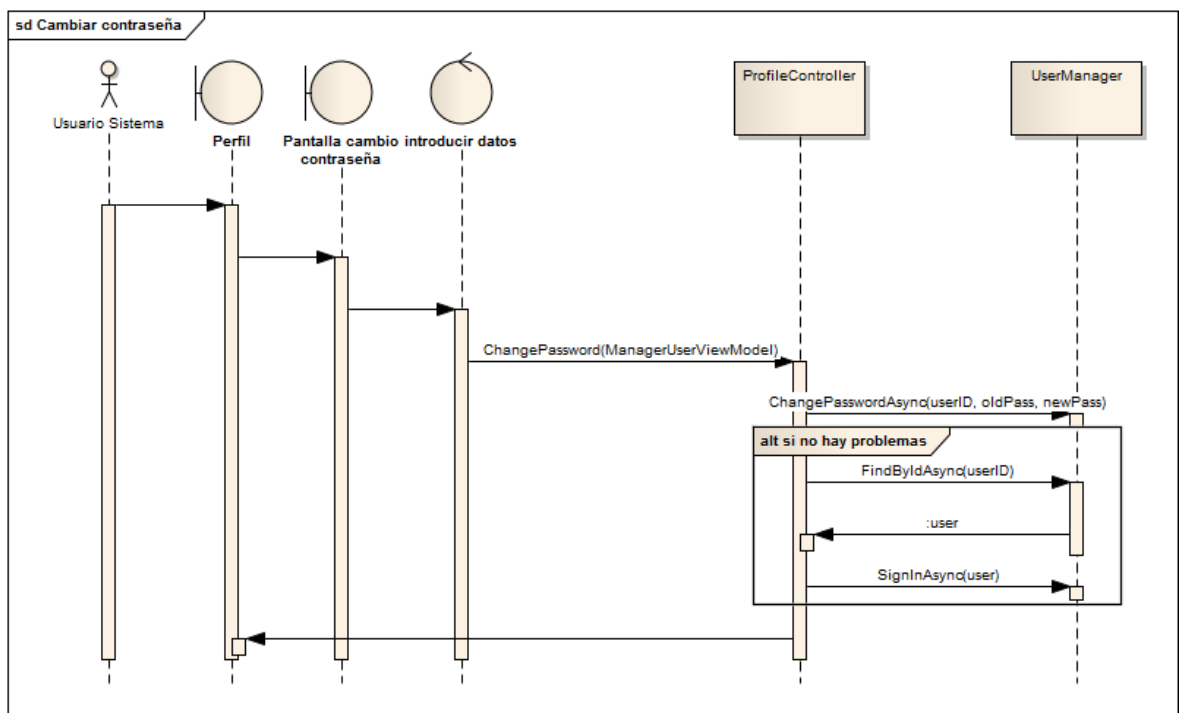 sd Cambiar contraseña
Usuario Sistema
Perfil
Pantalla cambio
contraseña
introducir datos
ProfileController
UserManager
ChangePassword(ManagerUserViewModel)
ChangePasswordAsync(userID, oldPass, newPass)
alt si no hay problemas
FindByIdAsync(userID)
:user
SignInAsync(user)